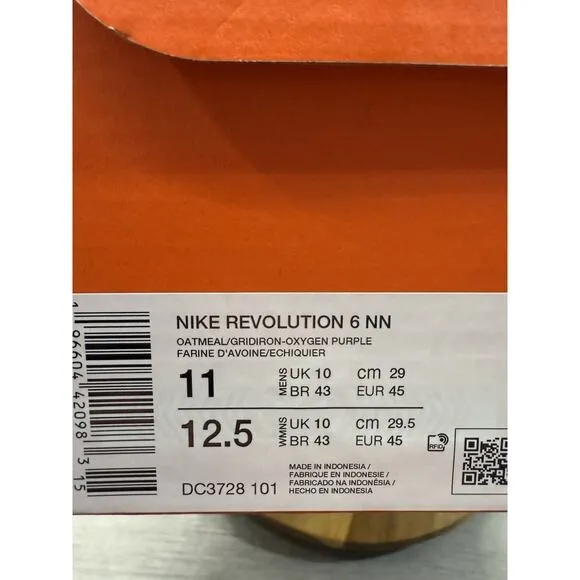 NIKE REVOLUTION 6 NN
OATMEAL/GRIDIRON-OXYGEN PURPLE
FARINE D'AVOINE/ECHIQUIER
11 MENS UK 10 cm 29
BR 43 EUR 45
12.5 WMNS UK 10 cm 29.5
BR 43 EUR 45
RFID
MADE IN INDONESIA /
FABRIQUE EN INDONESIE /
FABRICADO NA INDONÉSIA /
HECHO EN INDONESIA
DC3728 101
1 96604 42098 3 15